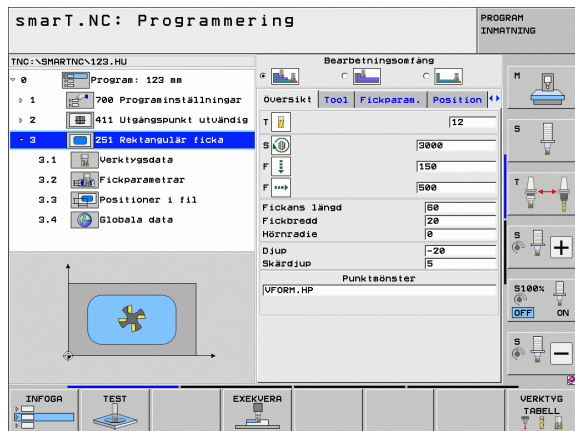 smarT.NC: Programmering
PROGRAM
INMATNING
TNC:\SMARTNC\123.HU
0 Program: 123 mm
1 700 Programinställningar
2 411 Utgångspunkt utvändig
3 251 Rektangulär ficka
3.1 Verktygsdata
3.2 Fickparametrar
3.3 Positioner i fil
3.4 Globala data
Bearbetningsomfång
Översikt Tool Fickparam. Position
T 12
S 3000
F 150
F 500
Fickans längd 60
Fickbredd 20
Hörnradie 0
Djup -20
Skärdjup 5
Punktmönster
VFORM.HP
M
S
T
S
S100%
OFF ON
S
INFOGA
TEST
EXEKVERA
VERKTYG
TABELL